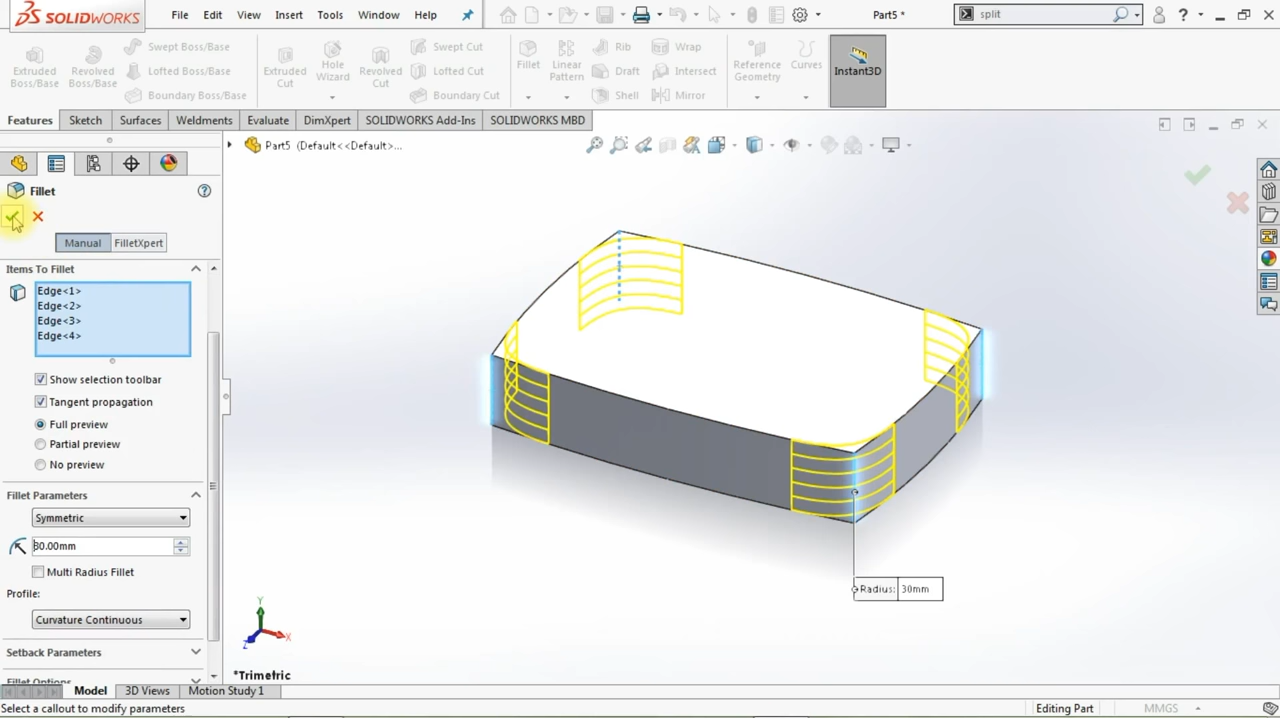 SOLIDWORKS File Edit View Insert Tools Window Help Part5 * split ?
Extruded Boss/Base
Revolved Boss/Base
Swept Boss/Base
Lofted Boss/Base
Boundary Boss/Base
Extruded Cut
Hole Wizard
Revolved Cut
Swept Cut
Lofted Cut
Boundary Cut
Fillet
Linear Pattern
Rib
Draft
Shell
Wrap
Intersect
Mirror
Reference Geometry
Curves
Instant3D
Features Sketch Surfaces Weldments Evaluate DimXpert SOLIDWORKS Add-Ins SOLIDWORKS MBD
Part5 (Default<<Default>...
Fillet ?
Manual FilletXpert
Items To Fillet
Edge<1>
Edge<2>
Edge<3>
Edge<4>
Show selection toolbar
Tangent propagation
Full preview
Partial preview
No preview
Fillet Parameters
Symmetric
30.00mm
Multi Radius Fillet
Profile:
Curvature Continuous
Setback Parameters
Fillet Options
Radius: 30mm
Y
X
Z
*Trimetric
Model 3D Views Motion Study 1
Select a callout to modify parameters Editing Part MMGS